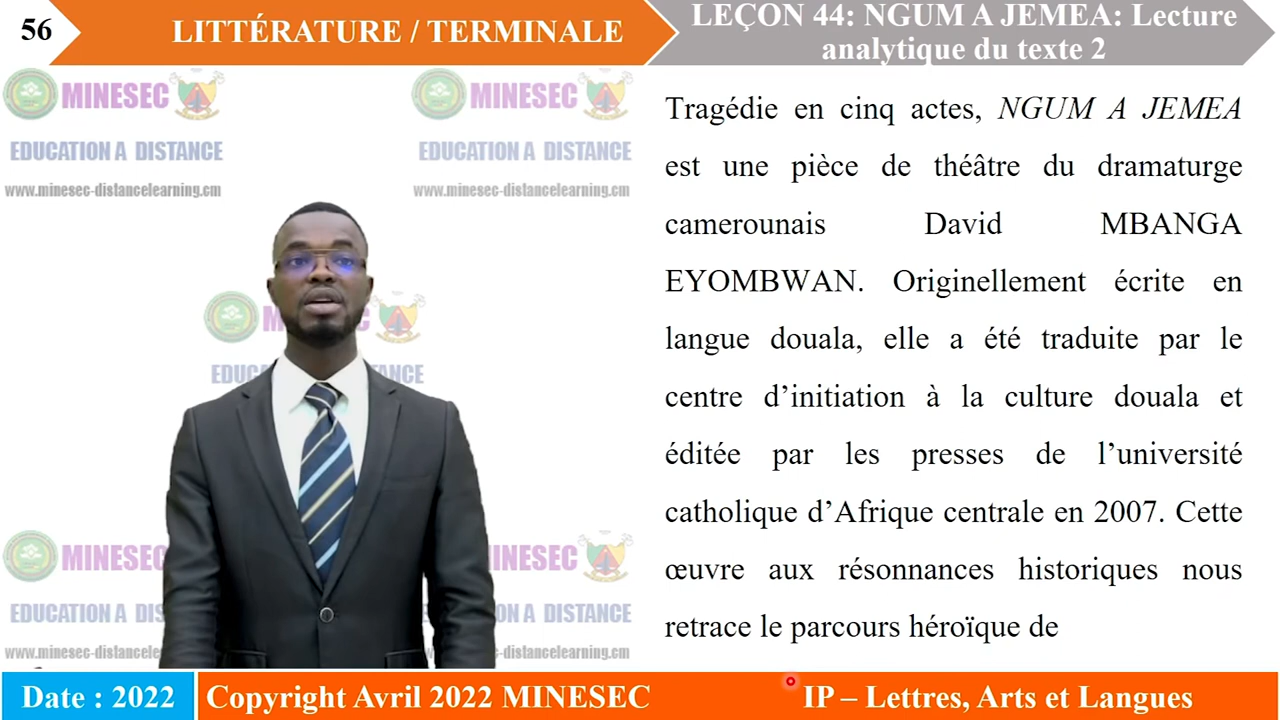 56
LITTÉRATURE / TERMINALE
LEÇON 44: NGUM A JEMEA: Lecture
analytique du texte 2
MINESEC
MINESEC
EDUCATION A DISTANCE
EDUCATION A DISTANCE
www.minesec-distancelearning.cm
www.minesec-distancelearning.cm
Tragédie en cinq actes, NGUM A JEMEA
est une pièce de théâtre du dramaturge
camerounais David MBANGA
EYOMBWAN. Originellement écrite en
langue douala, elle a été traduite par le
centre d’initiation à la culture douala et
éditée par les presses de l’université
catholique d’Afrique centrale en 2007. Cette
œuvre aux résonnances historiques nous
retrace le parcours héroïque de
MINESEC
EDUCATION A DIS
ON A DISTANCE
Date : 2022
Copyright Avril 2022 MINESEC
IP – Lettres, Arts et Langues